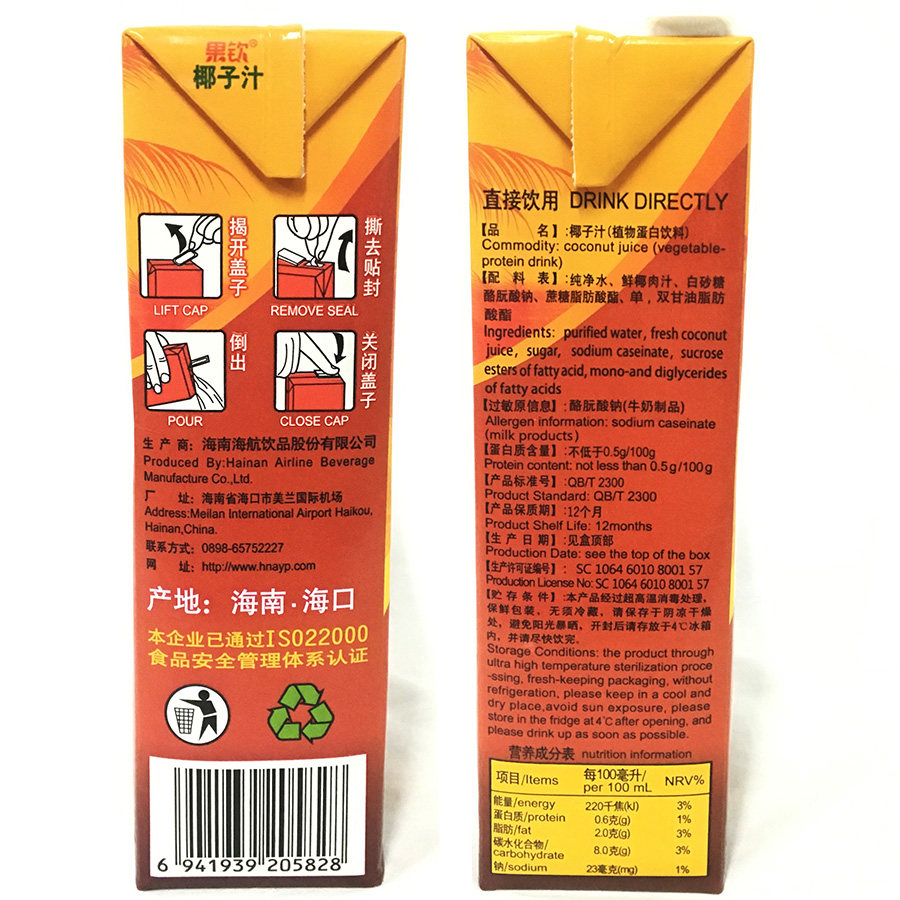 果钦®
椰子汁
揭开盖子
LIFT CAP
撕去贴封
REMOVE SEAL
倒出
POUR
关闭盖子
CLOSE CAP
生产商：海南海航饮品股份有限公司
Produced By:Hainan Airline Beverage
Manufacture Co.,Ltd.
厂　址：海南省海口市美兰国际机场
Address:Meilan International Airport Haikou,
Hainan,China.
联系方式：0898-65752227
网　址：http://www.hnayp.com
产地：海南·海口
本企业已通过ISO22000
食品安全管理体系认证
6 941939 205828
直接饮用 DRINK DIRECTLY
【品　名】:椰子汁(植物蛋白饮料)
Commodity: coconut juice (vegetable-
protein drink)
【配 料 表】:纯净水、鲜椰肉汁、白砂糖
酪朊酸钠、蔗糖脂肪酸酯、单，双甘油脂肪
酸酯
Ingredients: purified water, fresh coconut
juice, sugar, sodium caseinate, sucrose
esters of fatty acid, mono-and diglycerides
of fatty acids
【过敏原信息】:酪朊酸钠(牛奶制品)
Allergen information: sodium caseinate
(milk products)
【蛋白质含量】:不低于0.5g/100g
Protein content: not less than 0.5g/100g
【产品标准号】:QB/T 2300
Product Standard: QB/T 2300
【产品保质期】:12个月
Product Shelf Life: 12months
【生 产 日 期】:见盒顶部
Production Date: see the top of the box
【生产许可证编号】: SC 1064 6010 8001 57
Production License No: SC 1064 6010 8001 57
【贮 存 条 件】:本产品经过超高温消毒处理,
保鲜包装，无须冷藏，请保存于阴凉干燥
处，避免阳光暴晒、开封后请存放于4℃冰箱
内，并请尽快饮完。
Storage Conditions: the product through
ultra high temperature sterilization proce
-ssing, fresh-keeping packaging, without
refrigeration, please keep in a cool and
dry place,avoid sun exposure, please
store in the fridge at 4℃ after opening, and
please drink up as soon as possible.
营养成分表 nutrition information
项目/Items 每100毫升/per 100 mL NRV%
能量/energy 220千焦(kJ) 3%
蛋白质/protein 0.6克(g) 1%
脂肪/fat 2.0克(g) 3%
碳水化合物/carbohydrate 8.0克(g) 3%
钠/sodium 23毫克(mg) 1%